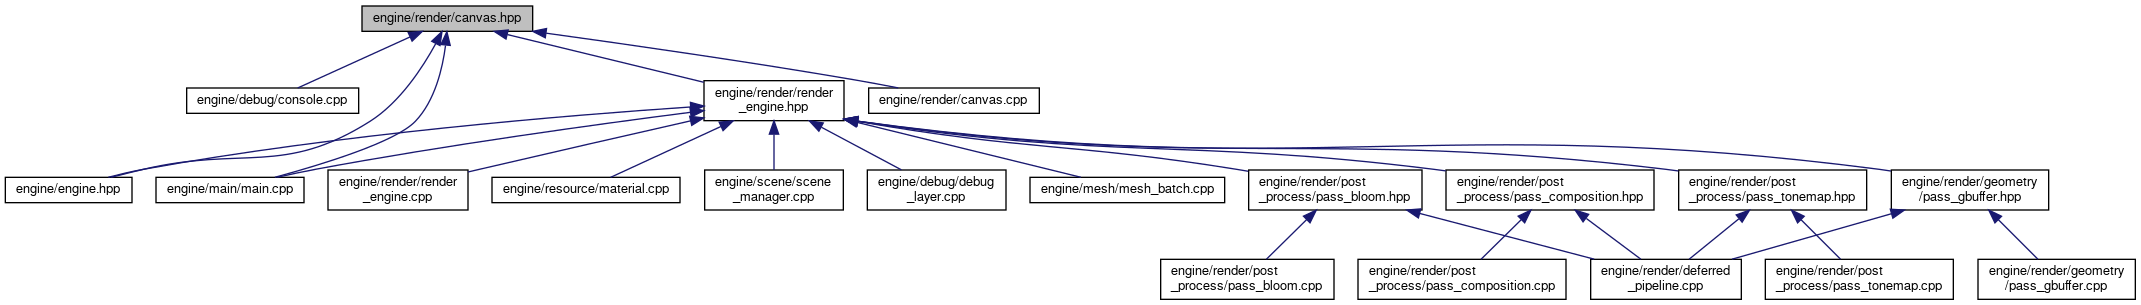 engine/render/canvas.hpp
engine/debug/console.cpp
engine/render/render
_engine.hpp
engine/render/canvas.cpp
engine/engine.hpp
engine/main/main.cpp
engine/render/render
_engine.cpp
engine/resource/material.cpp
engine/scene/scene
_manager.cpp
engine/debug/debug
_layer.cpp
engine/mesh/mesh_batch.cpp
engine/render/post
_process/pass_bloom.hpp
engine/render/post
_process/pass_composition.hpp
engine/render/post
_process/pass_tonemap.hpp
engine/render/geometry
/pass_gbuffer.hpp
engine/render/post
_process/pass_bloom.cpp
engine/render/post
_process/pass_composition.cpp
engine/render/deferred
_pipeline.cpp
engine/render/post
_process/pass_tonemap.cpp
engine/render/geometry
/pass_gbuffer.cpp